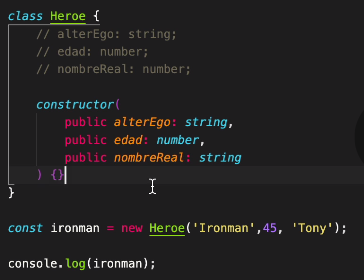 class Heroe {
// alterEgo: string;
// edad: number;
// nombreReal: number;
constructor(
public alterEgo: string,
public edad: number,
public nombreReal: string
) {}
}
const ironman = new Heroe('Ironman',45, 'Tony');
console.log(ironman);